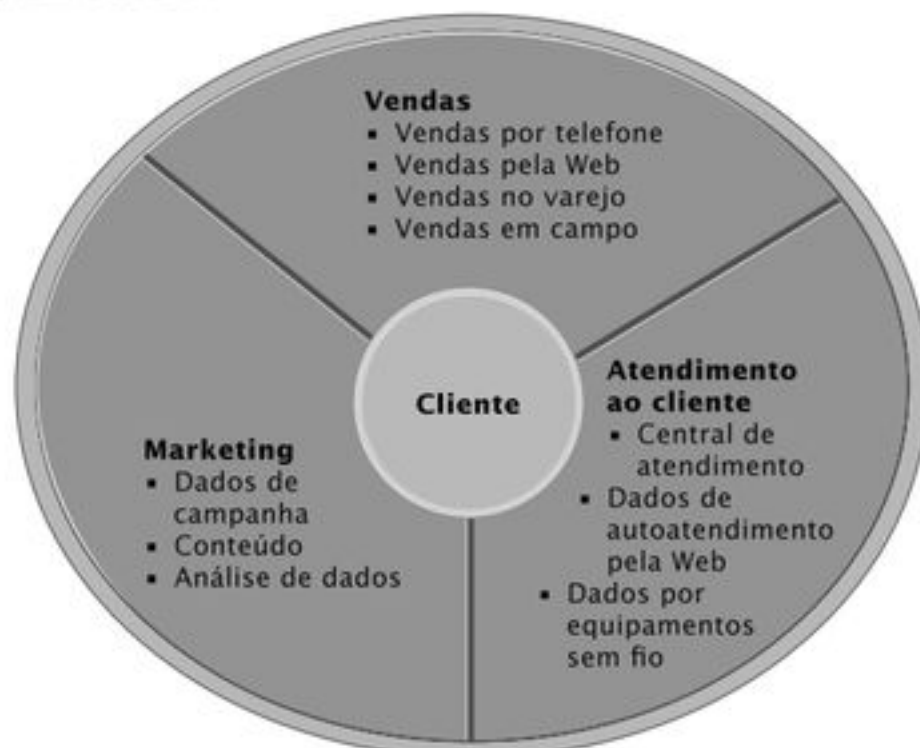 Vendas
▪ Vendas por telefone
▪ Vendas pela Web
▪ Vendas no varejo
▪ Vendas em campo
Cliente
Atendimento
ao cliente
▪ Central de
atendimento
▪ Dados de
autoatendimento
pela Web
▪ Dados por
equipamentos
sem fio
Marketing
▪ Dados de
campanha
▪ Conteúdo
▪ Análise de dados